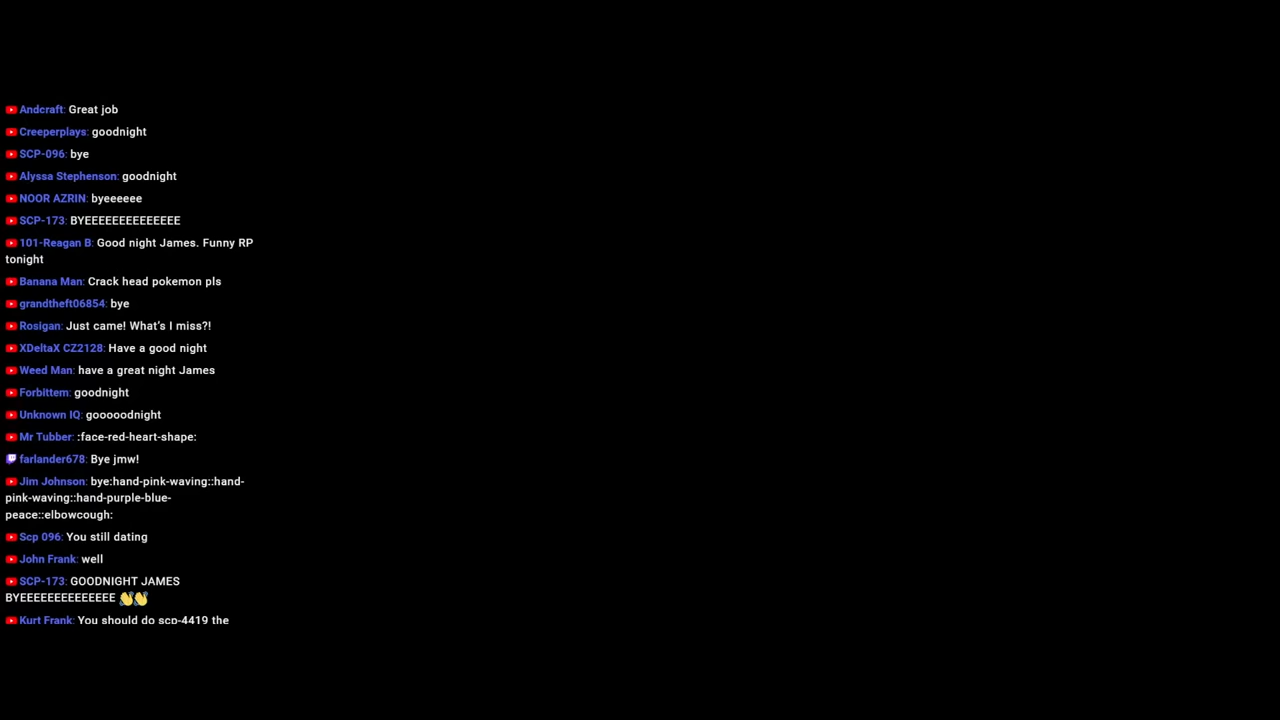 Andcraft: Great job
Creeperplays: goodnight
SCP-096: bye
Alyssa Stephenson: goodnight
NOOR AZRIN: byeeeeee
SCP-173: BYEEEEEEEEEEEEEE
101-Reagan B: Good night James. Funny RP
tonight
Banana Man: Crack head pokemon pls
grandtheft06854: bye
Rosigan: Just came! What's I miss?!
XDeltaX CZ2128: Have a good night
Weed Man: have a great night James
Forbittem: goodnight
Unknown IQ: gooooodnight
Mr Tubber: :face-red-heart-shape:
farlander678: Bye jmw!
Jim Johnson: bye:hand-pink-waving::hand-
pink-waving::hand-purple-blue-
peace::elbowcough:
Scp 096: You still dating
John Frank: well
SCP-173: GOODNIGHT JAMES
BYEEEEEEEEEEEEEE 👋👋
Kurt Frank: You should do scp-4419 the